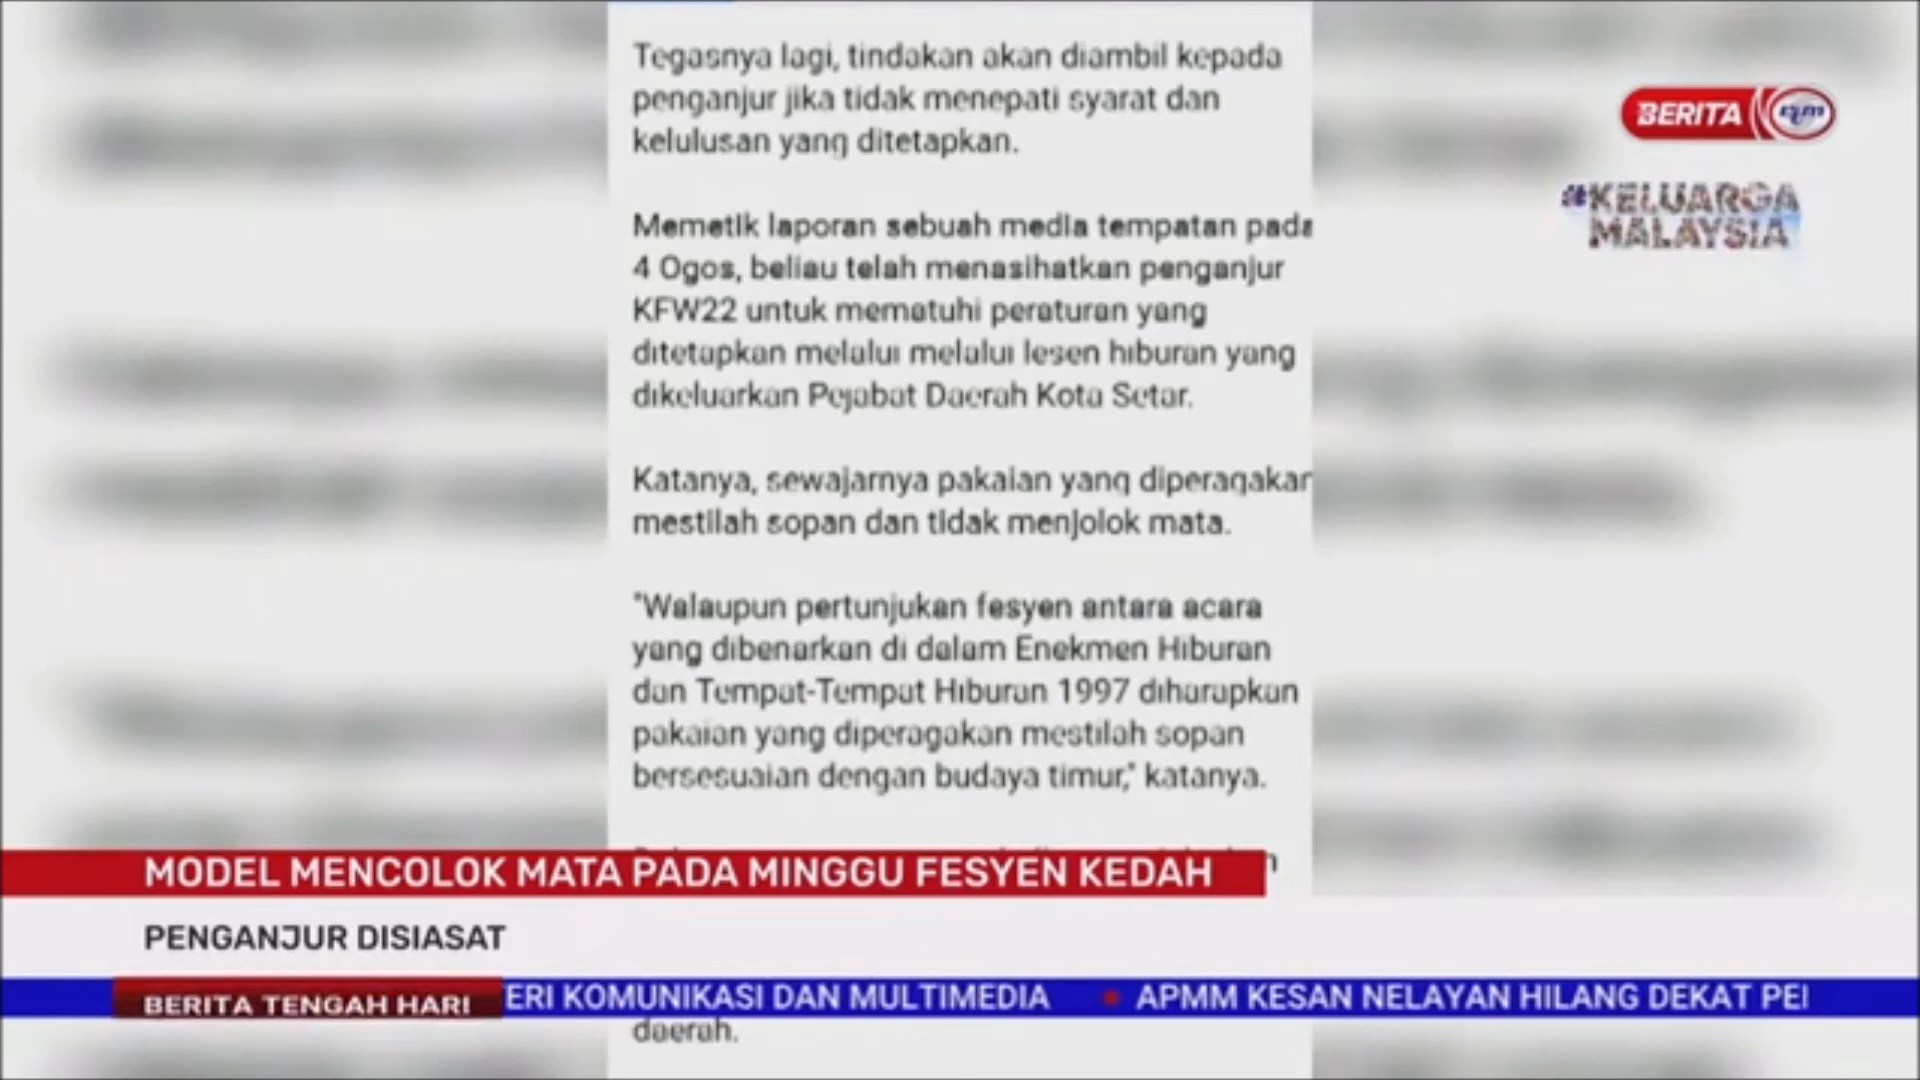 Tegasnya lagi, tindakan akan diambil kepada
penganjur jika tidak menepati syarat dan
kelulusan yang ditetapkan.
BERITA rtm
#KELUARGA
MALAYSIA
Memetik laporan sebuah media tempatan pada
4 Ogos, beliau telah menasihatkan penganjur
KFW22 untuk mematuhi peraturan yang
ditetapkan melalui melalui lesen hiburan yang
dikeluarkan Pejabat Daerah Kota Setar.
Katanya, sewajarnya pakaian yang diperagakan
mestilah sopan dan tidak menjolok mata.
"Walaupun pertunjukan fesyen antara acara
yang dibenarkan di dalam Enekmen Hiburan
dan Tempat-Tempat Hiburan 1997 diharapkan
pakaian yang diperagakan mestilah sopan
bersesuaian dengan budaya timur," katanya.
MODEL MENCOLOK MATA PADA MINGGU FESYEN KEDAH
PENGANJUR DISIASAT
BERITA TENGAH HARI
ERI KOMUNIKASI DAN MULTIMEDIA • APMM KESAN NELAYAN HILANG DEKAT PEI
daerah.